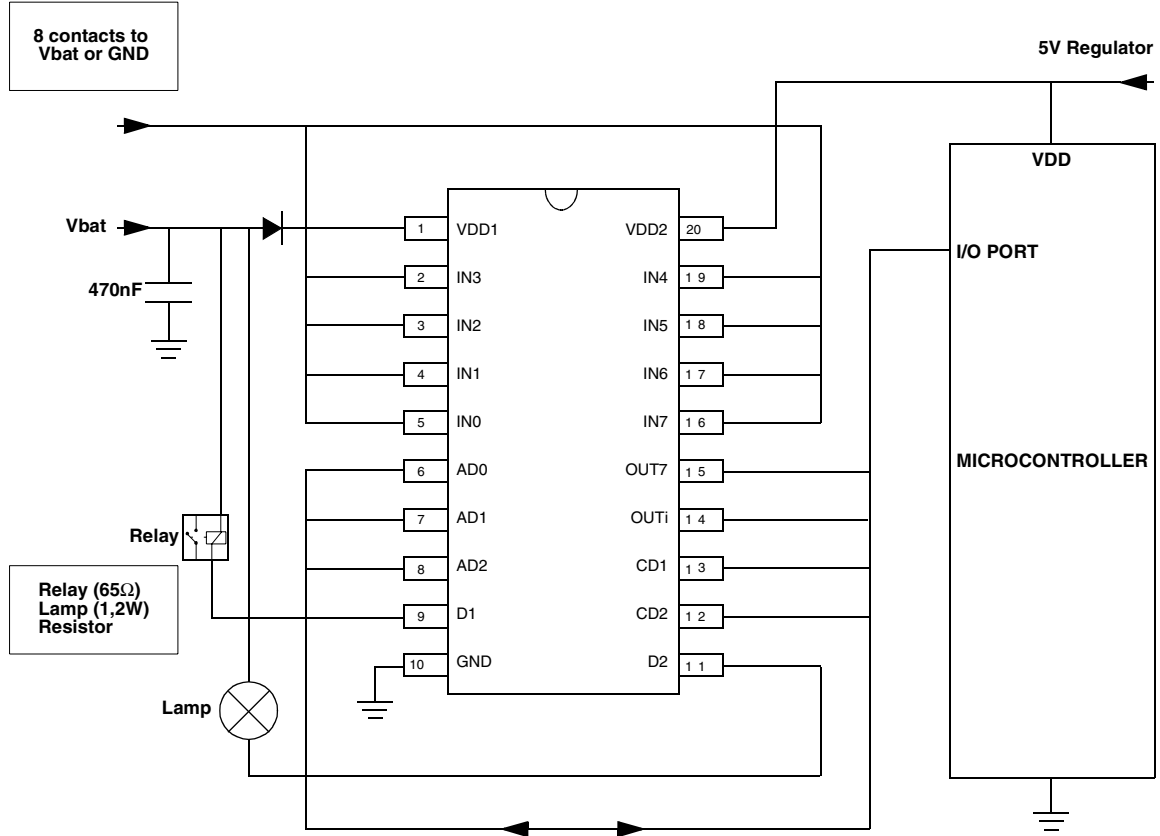 8 contacts to
Vbat or GND
5V Regulator
VDD
Vbat
1 VDD1 VDD2 20
I/O PORT
2 IN3 IN4 1 9
470nF
3 IN2 IN5 1 8
4 IN1 IN6 1 7
5 IN0 IN7 1 6
MICROCONTROLLER
6 AD0 OUT7 1 5
7 AD1 OUTi 1 4
Relay
8 AD2 CD1 1 3
Relay (65Ω)
Lamp (1,2W)
Resistor
9 D1 CD2 1 2
10 GND D2 1 1
Lamp